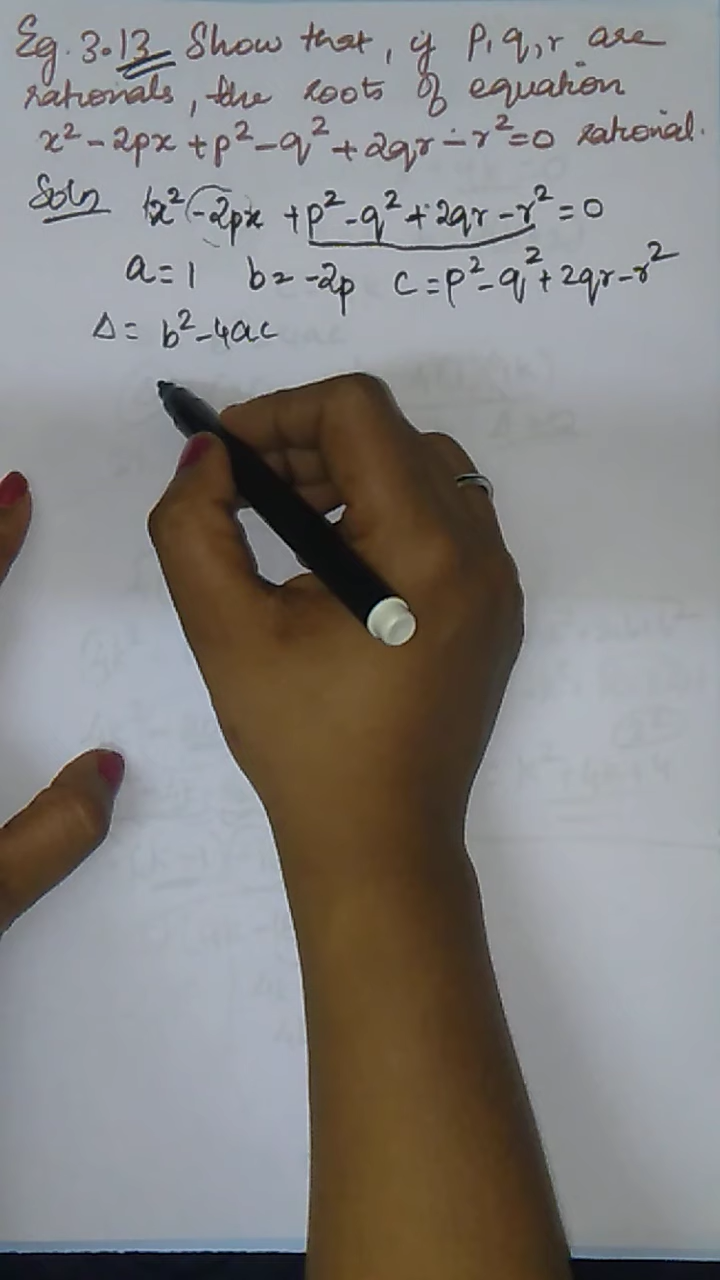 Eg. 3.13 Show that, if p, q, r are
rationals, the roots of equation
x² - 2px + p² - q² + 2qr - r² = 0 rational.
Soln x² - 2px + p² - q² + 2qr - r² = 0
a = 1 b = -2p c = p² - q² + 2qr - r²
Δ = b² - 4ac